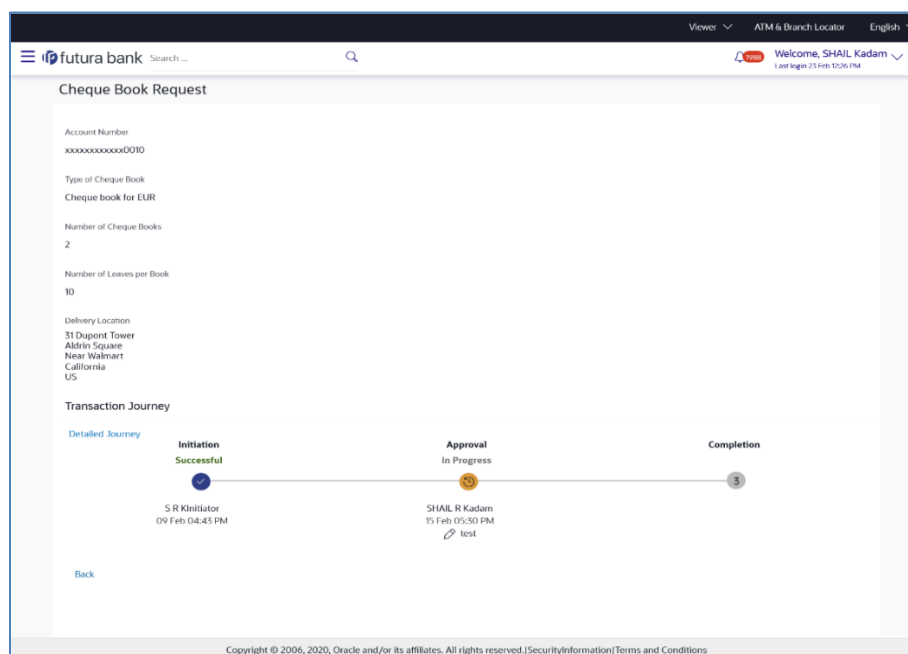 Viewer ATM & Branch Locator English
futura bank Search ... Welcome, SHAIL Kadam
Last login 23 Feb 12:26 PM
Cheque Book Request
Account Number
xxxxxxxxxxxx0010
Type of Cheque Book
Cheque book for EUR
Number of Cheque Books
2
Number of Leaves per Book
10
Delivery Location
31 Dupont Tower
Aldrin Square
Near Walmart
California
US
Transaction Journey
Detailed Journey
Initiation Approval Completion
Successful In Progress
3
S R KInitiator SHAIL R Kadam
09 Feb 04:43 PM 15 Feb 05:30 PM
test
Back
Copyright © 2006, 2020, Oracle and/or its affiliates. All rights reserved.|SecurityInformation|Terms and Conditions